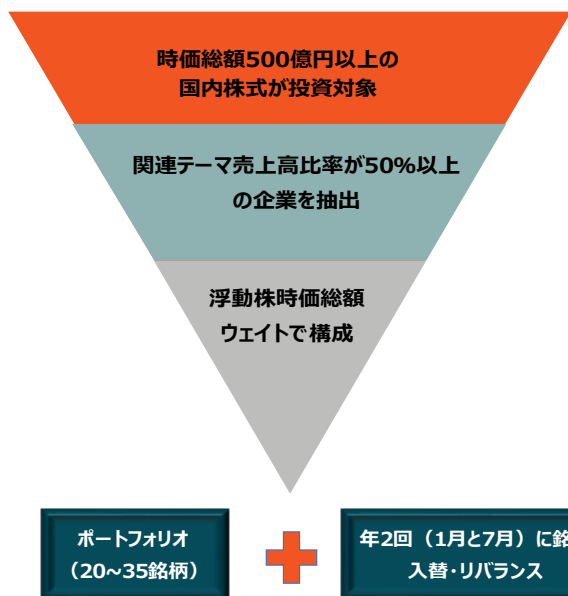 時価総額500億円以上の
国内株式が投資対象
関連テーマ売上高比率が50%以上
の企業を抽出
浮動株時価総額
ウェイトで構成
ポートフォリオ
（20~35銘柄）
年2回（1月と7月）に銘
入替・リバランス